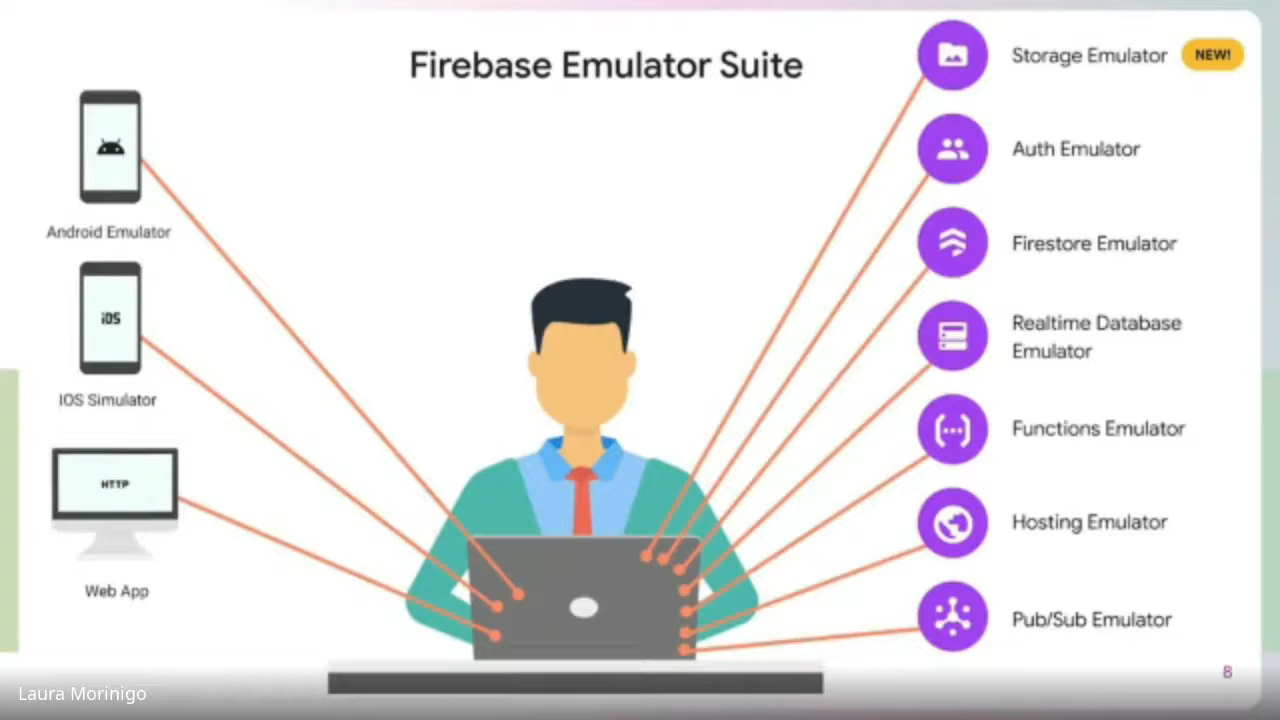 Firebase Emulator Suite
Android Emulator
iOS
IOS Simulator
HTTP
Web App
Storage Emulator NEW!
Auth Emulator
Firestore Emulator
Realtime Database
Emulator
Functions Emulator
Hosting Emulator
Pub/Sub Emulator
8
Laura Morinigo